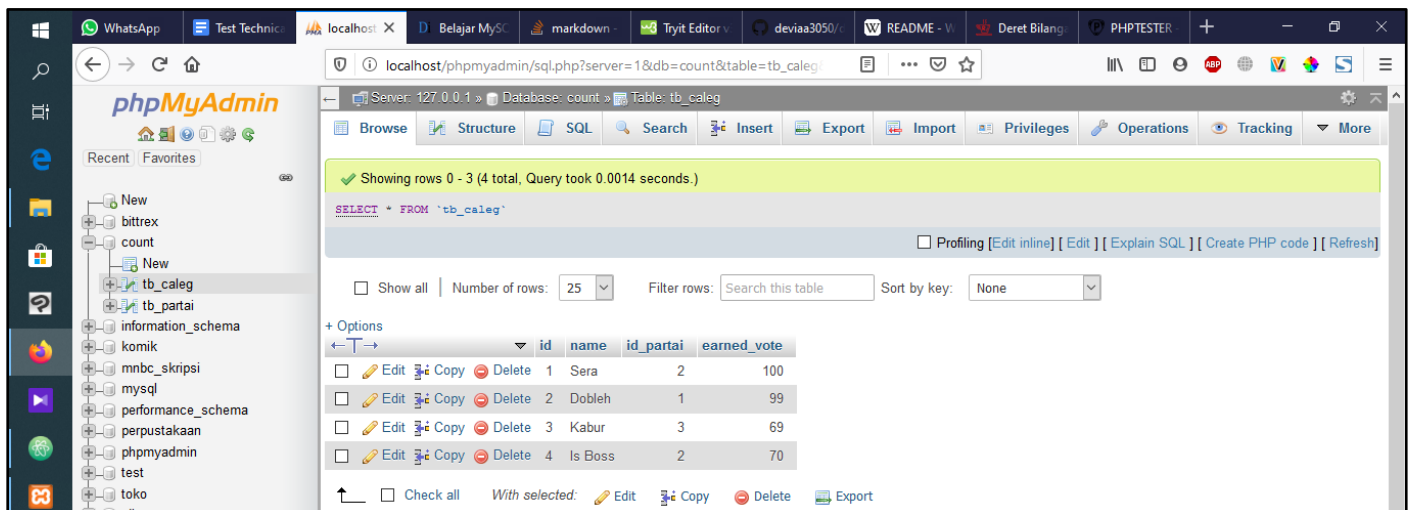 WhatsApp Test Technica localhost Belajar MySC markdown - Tryit Editor v deviaa3050/c README - W Deret Bilanga PHPTESTER -
localhost/phpmyadmin/sql.php?server=1&db=count&table=tb_caleg
phpMyAdmin
Recent Favorites
New
bittrex
count
New
tb_caleg
tb_partai
information_schema
komik
mnbc_skripsi
mysql
performance_schema
perpustakaan
phpmyadmin
test
toko
Server: 127.0.0.1 » Database: count » Table: tb_caleg
Browse Structure SQL Search Insert Export Import Privileges Operations Tracking More
Showing rows 0 - 3 (4 total, Query took 0.0014 seconds.)
SELECT * FROM `tb_caleg`
Profiling [Edit inline] [ Edit ] [ Explain SQL ] [ Create PHP code ] [ Refresh]
Show all | Number of rows: 25 Filter rows: Search this table Sort by key: None
+ Options
←T→ id name id_partai earned_vote
Edit Copy Delete 1 Sera 2 100
Edit Copy Delete 2 Dobleh 1 99
Edit Copy Delete 3 Kabur 3 69
Edit Copy Delete 4 Is Boss 2 70
Check all With selected: Edit Copy Delete Export